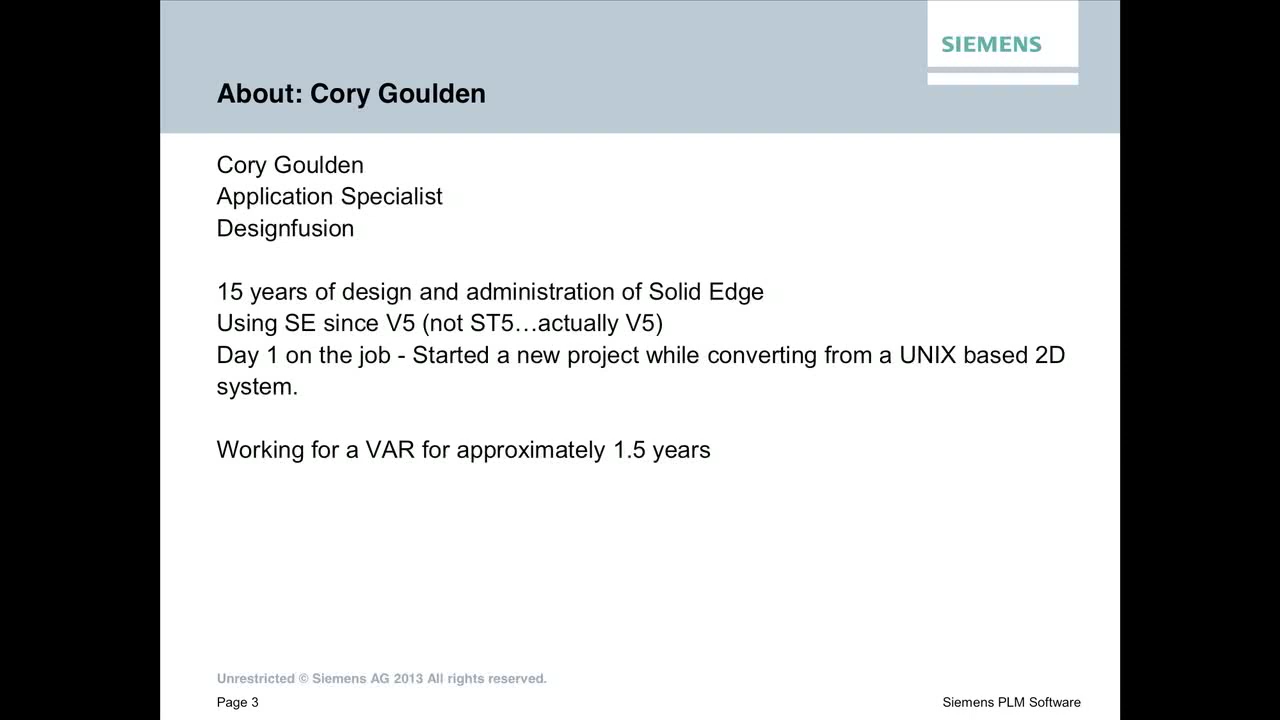 SIEMENS
About: Cory Goulden
Cory Goulden
Application Specialist
Designfusion
15 years of design and administration of Solid Edge
Using SE since V5 (not ST5…actually V5)
Day 1 on the job - Started a new project while converting from a UNIX based 2D
system.
Working for a VAR for approximately 1.5 years
Unrestricted © Siemens AG 2013 All rights reserved.
Page 3
Siemens PLM Software